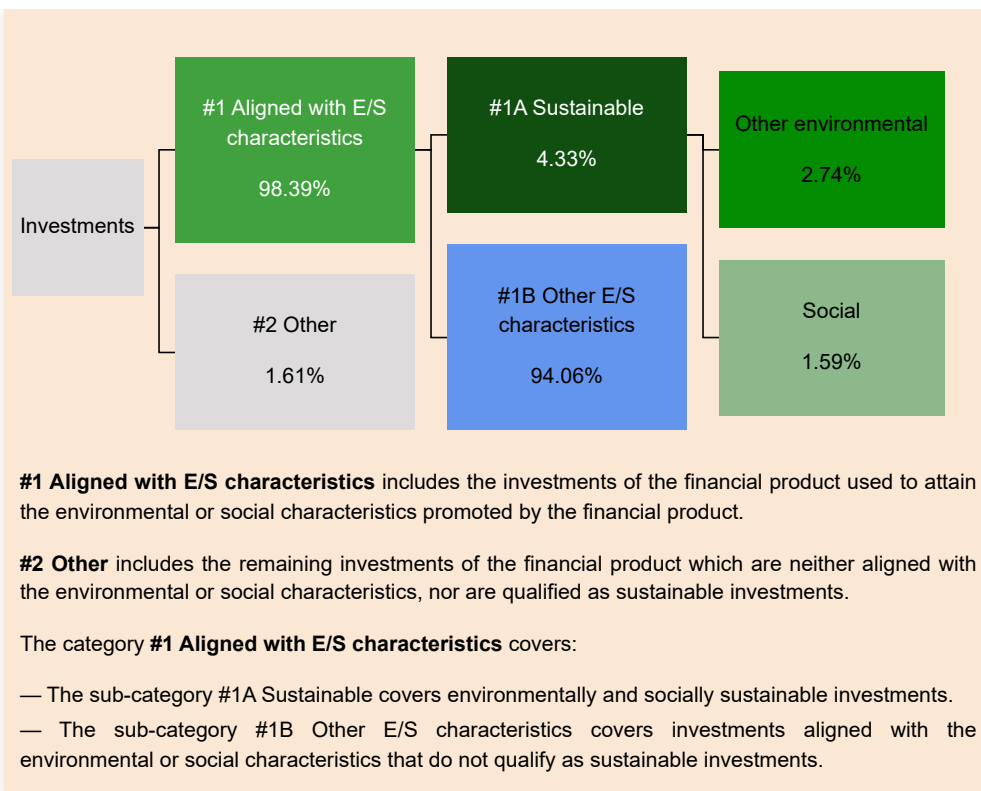 #1 Aligned with E/S
characteristics
98.39%
#1A Sustainable
4.33%
Other environmental
2.74%
Investments
#2 Other
1.61%
#1B Other E/S
characteristics
94.06%
Social
1.59%
#1 Aligned with E/S characteristics includes the investments of the financial product used to attain
the environmental or social characteristics promoted by the financial product.
#2 Other includes the remaining investments of the financial product which are neither aligned with
the environmental or social characteristics, nor are qualified as sustainable investments.
The category #1 Aligned with E/S characteristics covers:
— The sub-category #1A Sustainable covers environmentally and socially sustainable investments.
— The sub-category #1B Other E/S characteristics covers investments aligned with the
environmental or social characteristics that do not qualify as sustainable investments.